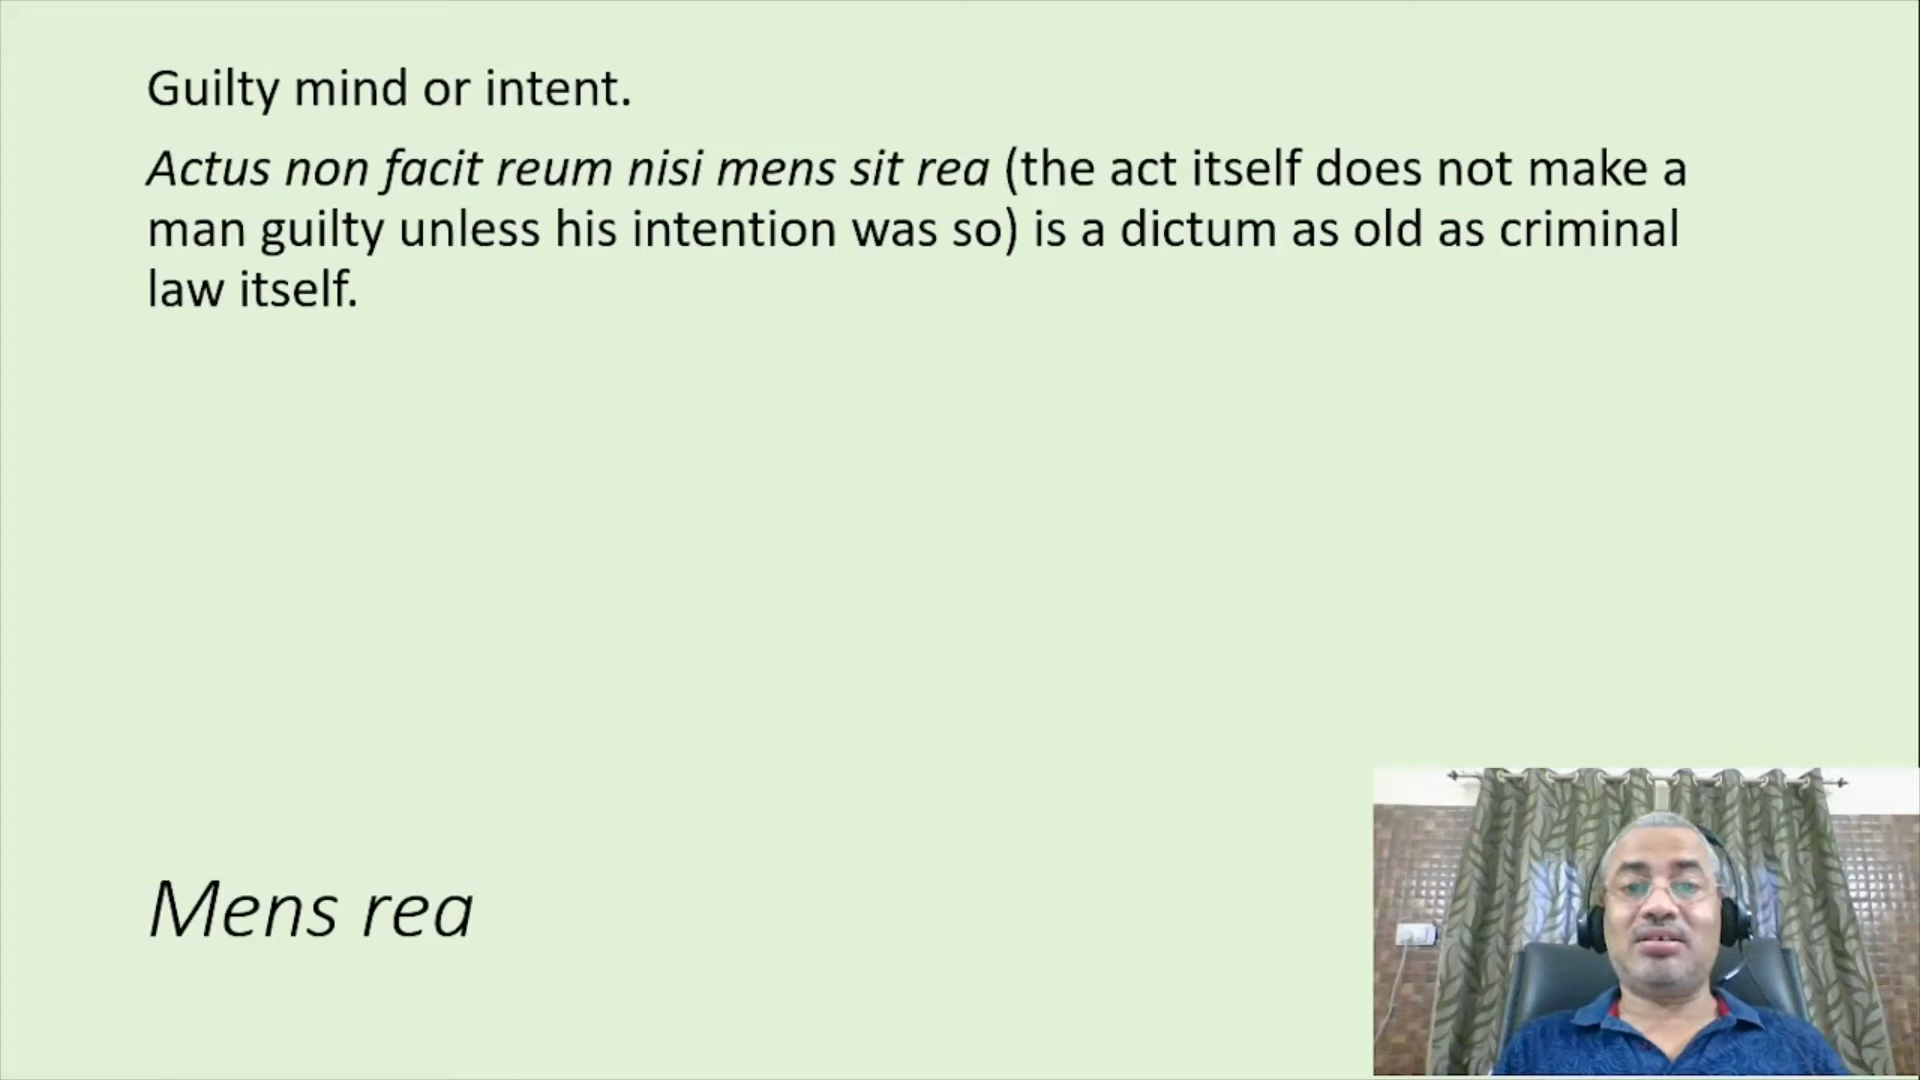 Guilty mind or intent.
Actus non facit reum nisi mens sit rea (the act itself does not make a
man guilty unless his intention was so) is a dictum as old as criminal
law itself.
Mens rea